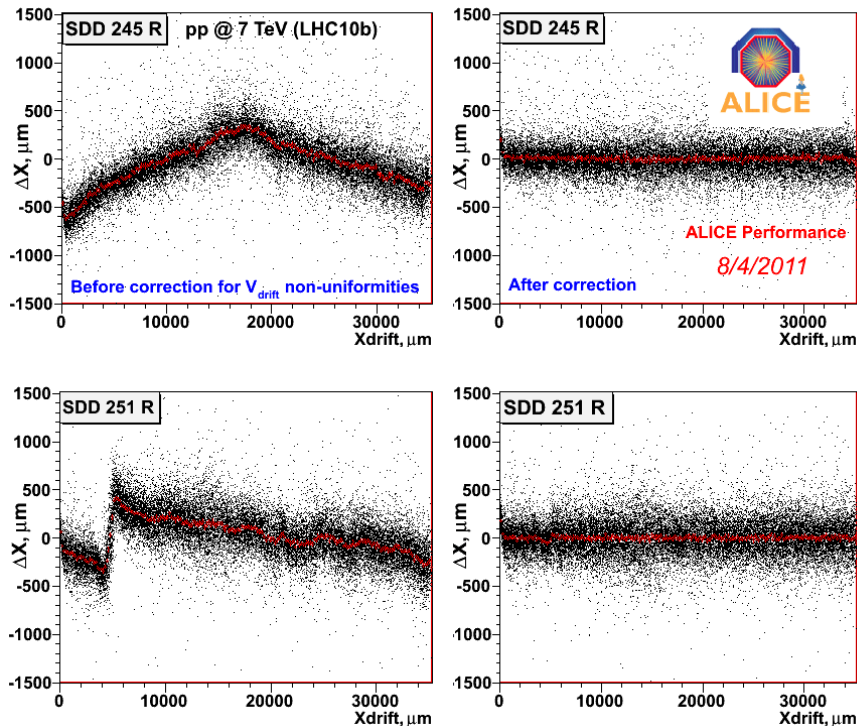 SDD 245 R pp @ 7 TeV (LHC10b)
1500
1000
500
0
-500
-1000
-1500
ΔX, μm
Before correction for Vdrift non-uniformities
0 10000 20000 30000
Xdrift, μm
SDD 245 R
ALICE
1500
1000
500
0
-500
-1000
-1500
ΔX, μm
ALICE Performance
8/4/2011
After correction
0 10000 20000 30000
Xdrift, μm
SDD 251 R
1500
1000
500
0
-500
-1000
-1500
ΔX, μm
0 10000 20000 30000
Xdrift, μm
SDD 251 R
1500
1000
500
0
-500
-1000
-1500
ΔX, μm
0 10000 20000 30000
Xdrift, μm